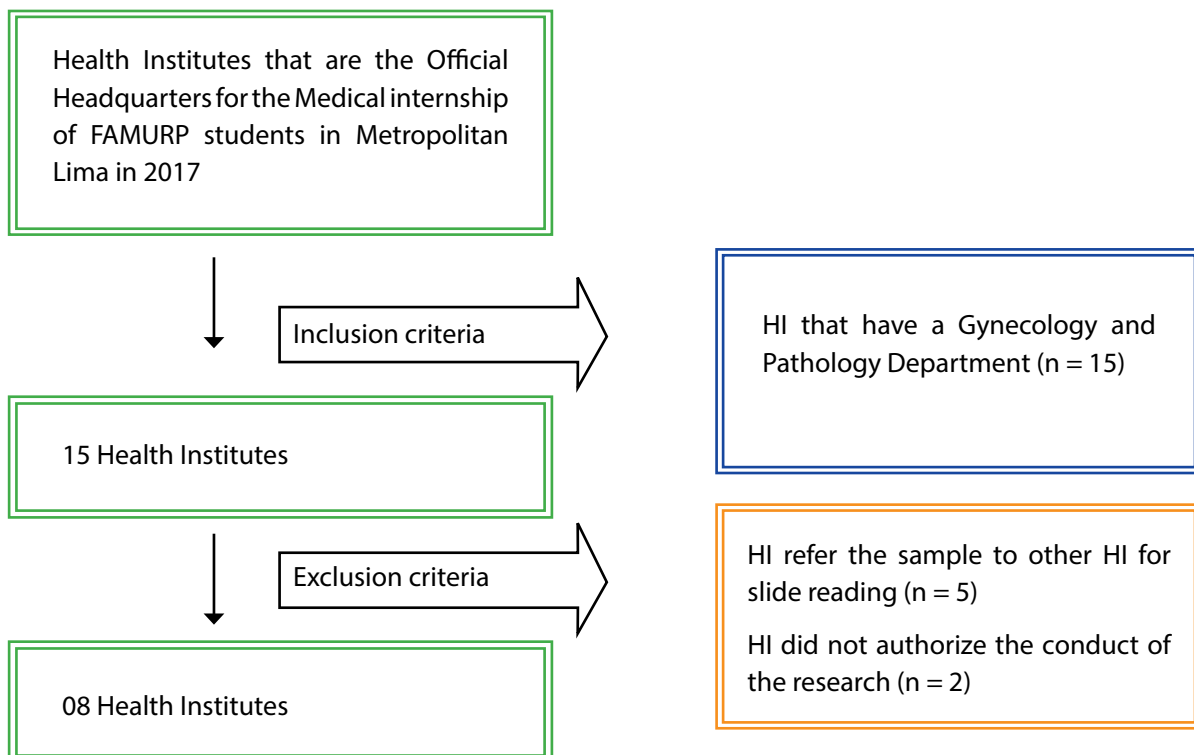 Health Institutes that are the Official
Headquarters for the Medical internship
of FAMURP students in Metropolitan
Lima in 2017
Inclusion criteria
HI that have a Gynecology and
Pathology Department (n = 15)
15 Health Institutes
Exclusion criteria
HI refer the sample to other HI for
slide reading (n = 5)
HI did not authorize the conduct of
the research (n = 2)
08 Health Institutes